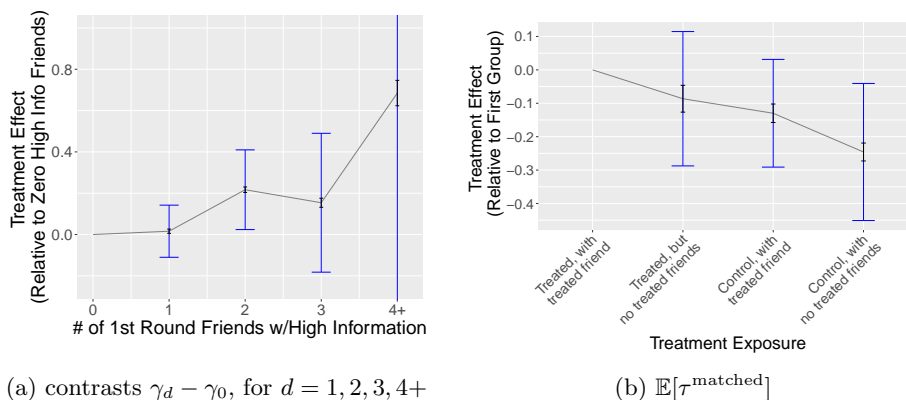 Treatment Effect
(Relative to Zero High Info Friends)
0.8
0.4
0.0
0
1
2
3
4+
# of 1st Round Friends w/High Information
(a) contrasts γd − γ0, for d = 1, 2, 3, 4+
Treatment Effect
(Relative to First Group)
0.1
0.0
−0.1
−0.2
−0.3
−0.4
Treated, with
treated friend
Treated, but
no treated friends
Control, with
treated friend
Control, with
no treated friends
Treatment Exposure
(b) 𝔼[τ^matched]